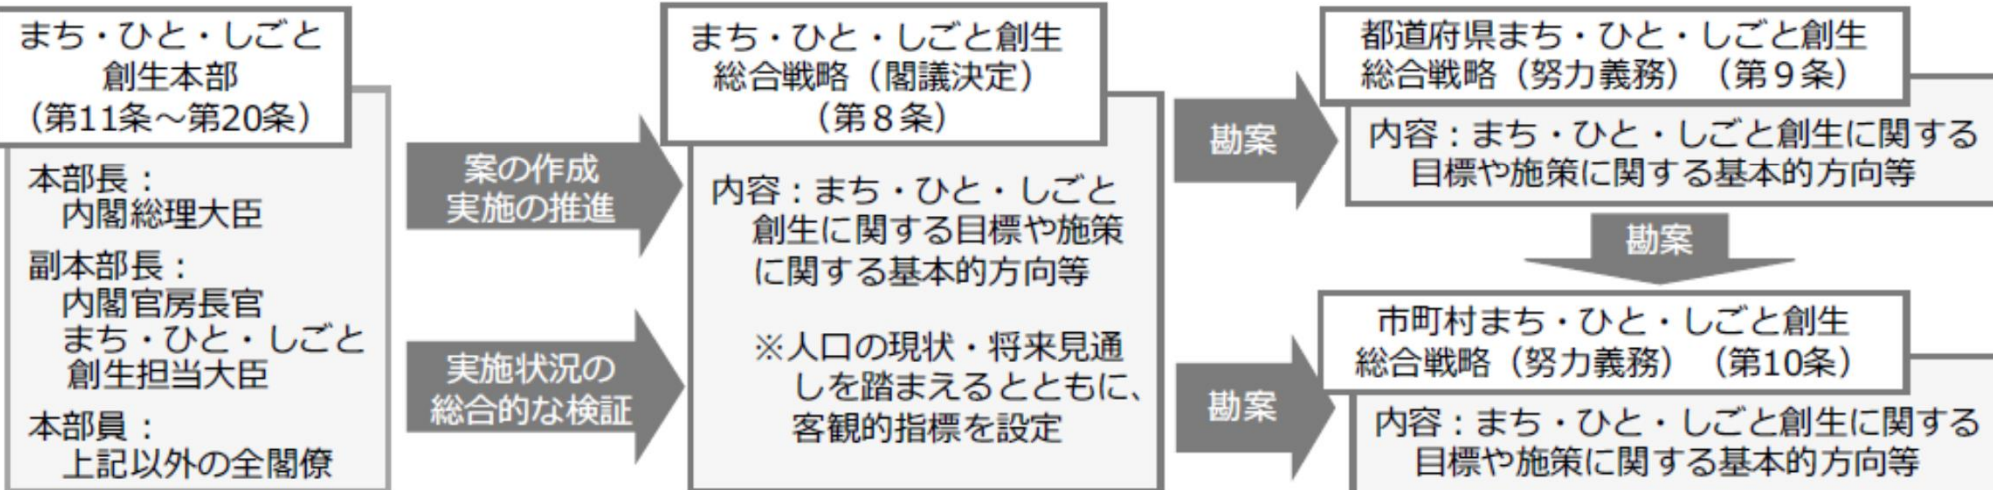 まち・ひと・しごと
創生本部
（第11条～第20条）
本部長：
内閣総理大臣
副本部長：
内閣官房長官
まち・ひと・しごと
創生担当大臣
本部員：
上記以外の全閣僚
案の作成
実施の推進
実施状況の
総合的な検証
まち・ひと・しごと創生
総合戦略（閣議決定）
（第８条）
内容：まち・ひと・しごと
創生に関する目標や施策
に関する基本的方向等
※人口の現状・将来見通
しを踏まえるとともに、
客観的指標を設定
勘案
勘案
都道府県まち・ひと・しごと創生
総合戦略（努力義務）（第９条）
内容：まち・ひと・しごと創生に関する
目標や施策に関する基本的方向等
勘案
市町村まち・ひと・しごと創生
総合戦略（努力義務）（第10条）
内容：まち・ひと・しごと創生に関する
目標や施策に関する基本的方向等